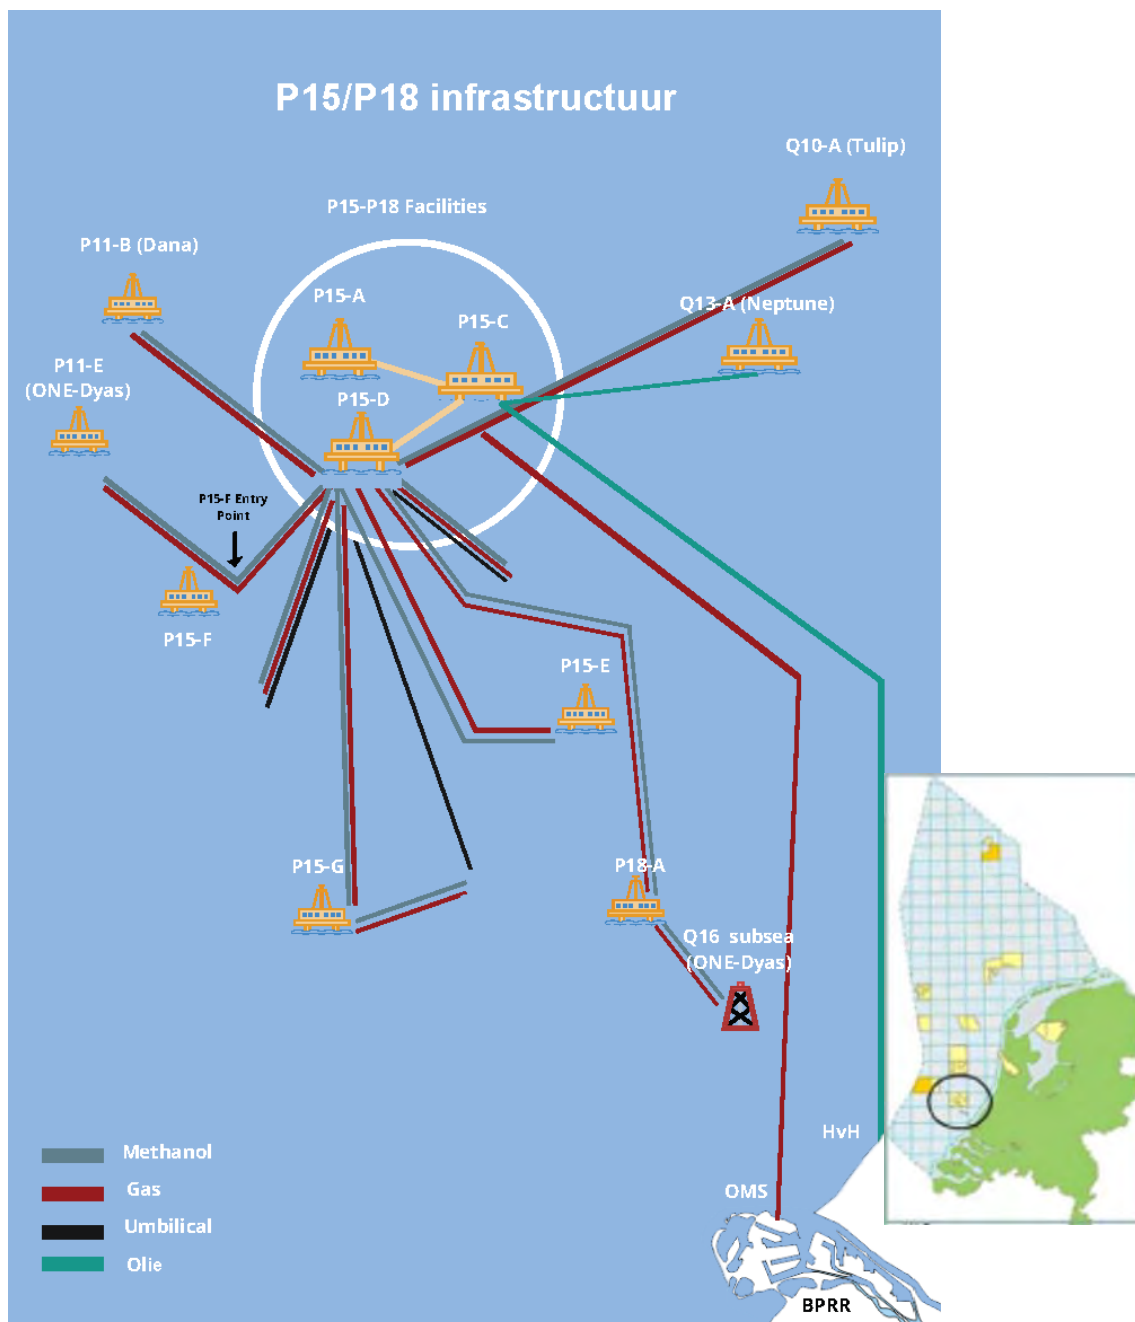 P15/P18 infrastructuur
Q10-A (Tulip)
P15-P18 Facilities
P11-B (Dana)
P15-A
Q13-A (Neptune)
P15-C
P11-E
(ONE-Dyas)
P15-D
P15-F Entry
Point
P15-F
P15-E
P15-G
P18-A
Q16 subsea
(ONE-Dyas)
HvH
Methanol
OMS
Gas
Umbilical
Olie
BPRR